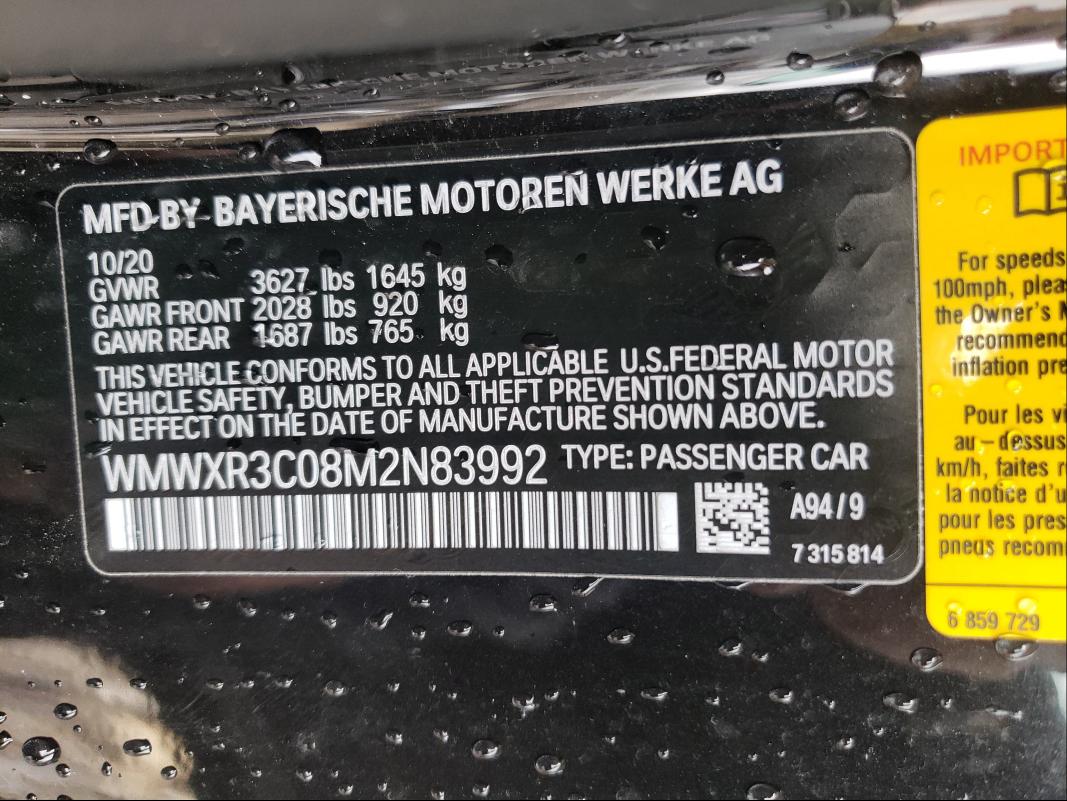 MFD BY BAYERISCHE MOTOREN WERKE AG
10/20
GVWR 3627 lbs 1645 kg
GAWR FRONT 2028 lbs 920 kg
GAWR REAR 1687 lbs 765 kg
THIS VEHICLE CONFORMS TO ALL APPLICABLE U.S.FEDERAL MOTOR
VEHICLE SAFETY, BUMPER AND THEFT PREVENTION STANDARDS
IN EFFECT ON THE DATE OF MANUFACTURE SHOWN ABOVE.
WMWXR3C08M2N83992 TYPE: PASSENGER CAR
A94/9
7 315 814
IMPORT
For speeds
100mph, plea
the Owner's M
recommend
inflation pre
Pour les vi
au-dessus
km/h, faites r
la notice d'u
pour les pres
pneus recom
6 859 729